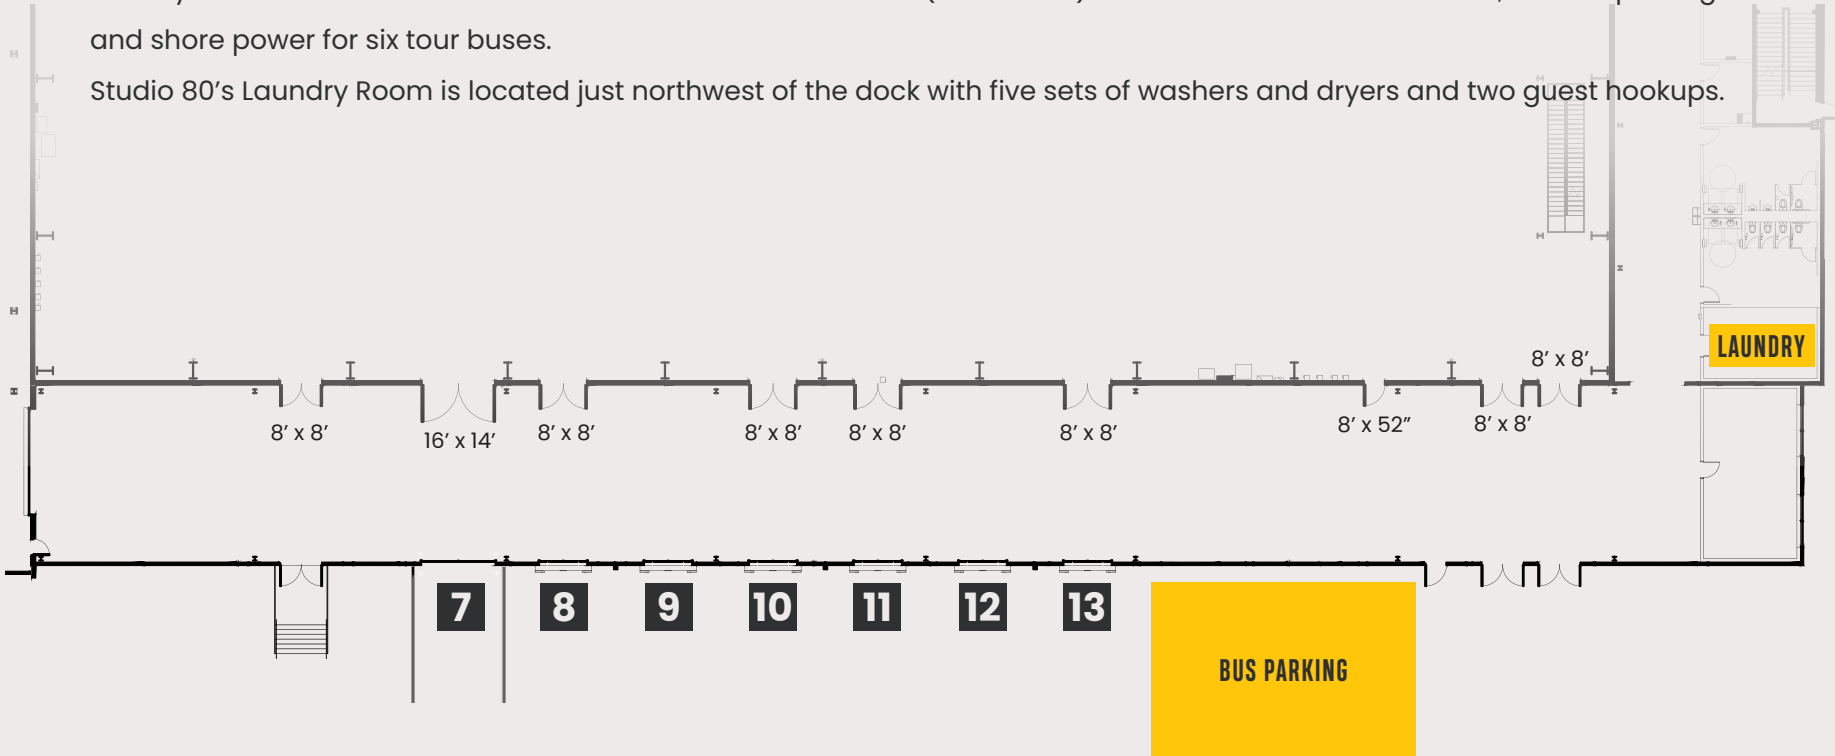 and shore power for six tour buses.
Studio 80’s Laundry Room is located just northwest of the dock with five sets of washers and dryers and two guest hookups.
LAUNDRY
8’ x 8’
8’ x 8’
16’ x 14’
8’ x 8’
8’ x 8’
8’ x 8’
8’ x 8’
8’ x 52”
8’ x 8’
7
8
9
10
11
12
13
BUS PARKING